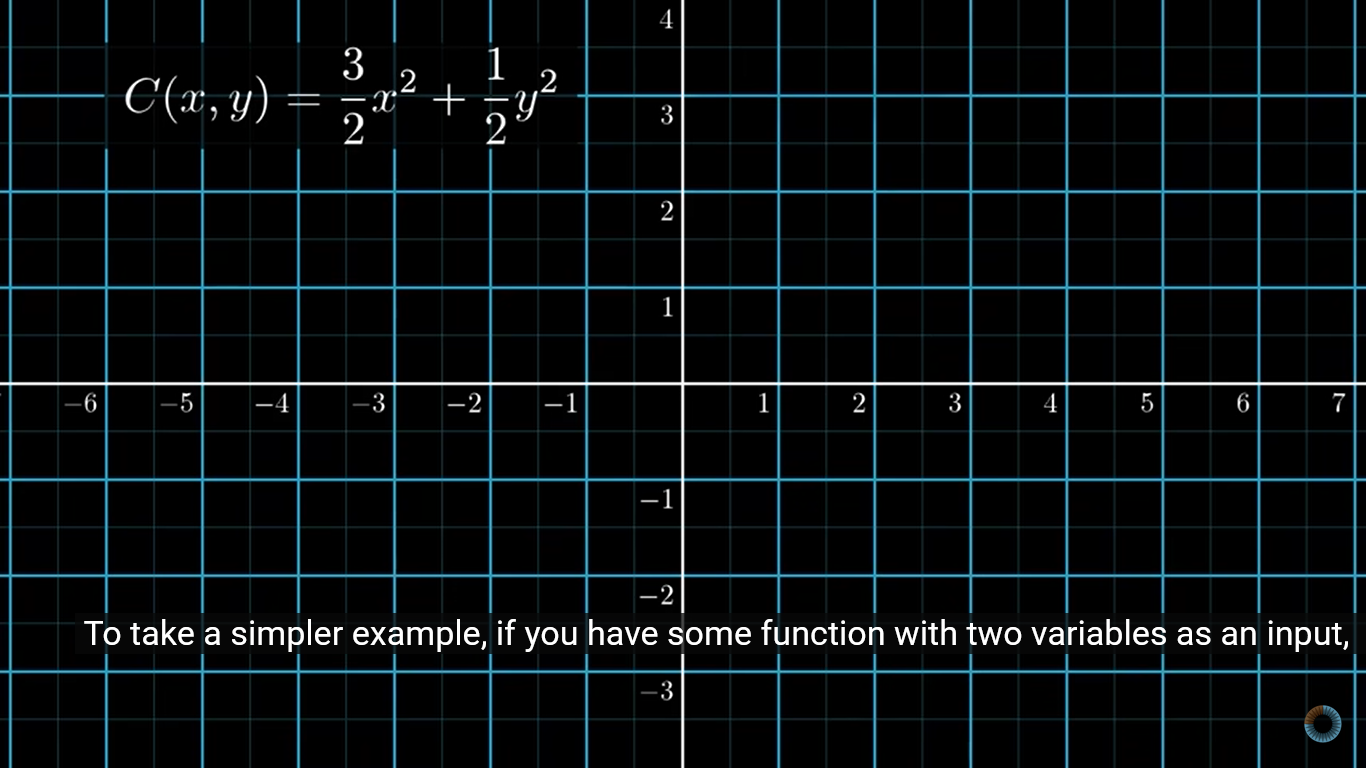 4
C(x, y) = \frac{3}{2}x^2 + \frac{1}{2}y^2
3
2
1
−6 −5 −4 −3 −2 −1 1 2 3 4 5 6 7
−1
−2
To take a simpler example, if you have some function with two variables as an input,
−3